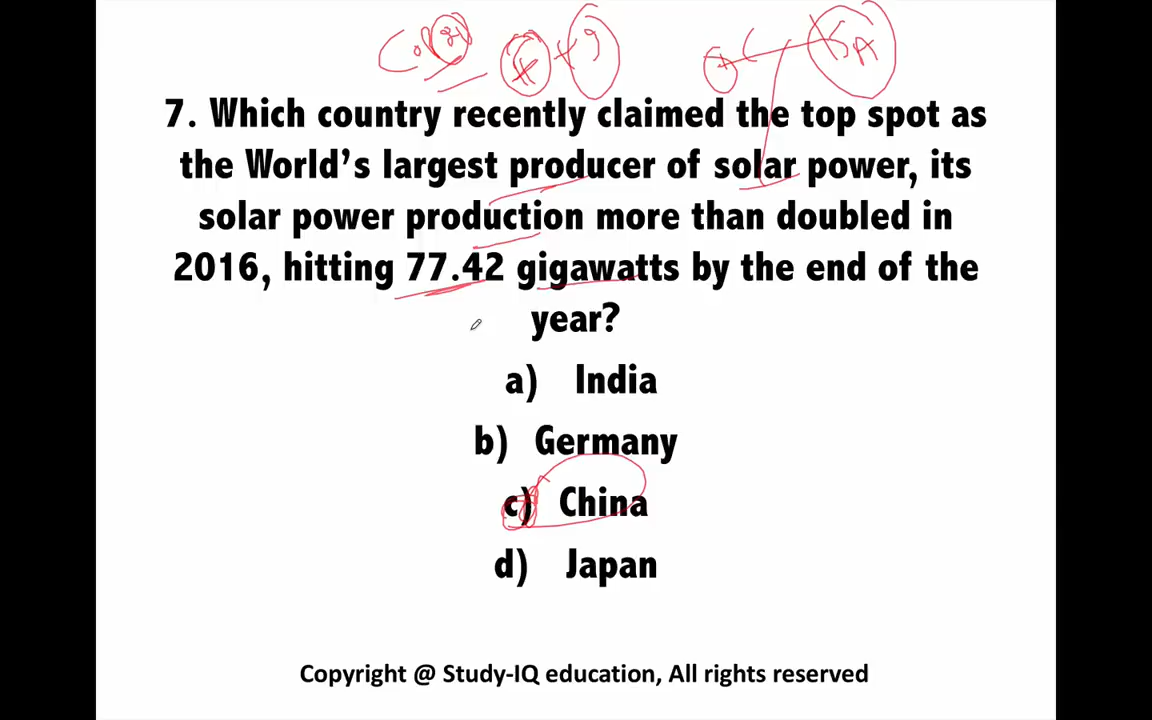 7. Which country recently claimed the top spot as
the World's largest producer of solar power, its
solar power production more than doubled in
2016, hitting 77.42 gigawatts by the end of the
year?
a) India
b) Germany
c) China
d) Japan
Copyright @ Study-IQ education, All rights reserved